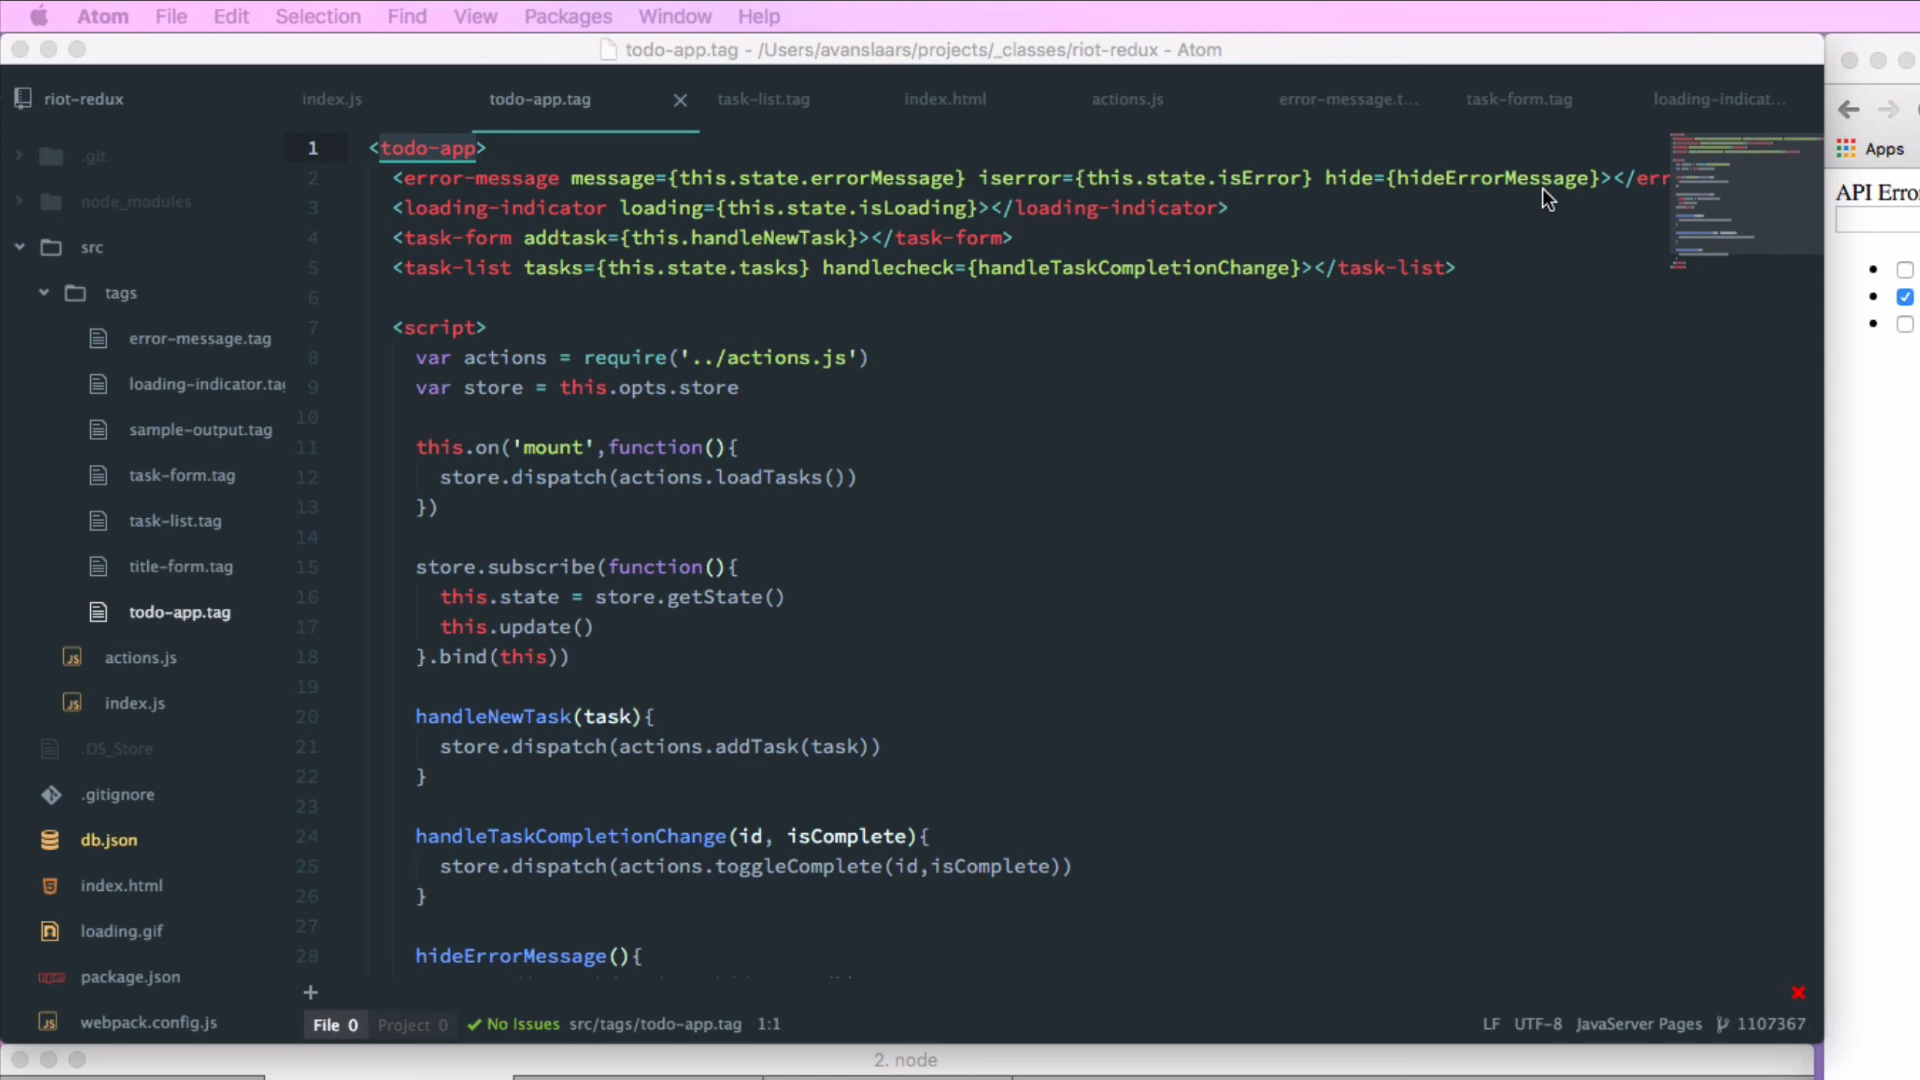 Atom File Edit Selection Find View Packages Window Help
todo-app.tag - /Users/avanslaars/projects/_classes/riot-redux - Atom
riot-redux
index.js todo-app.tag task-list.tag index.html actions.js error-message.t... task-form.tag loading-indicat...
.git
node_modules
src
tags
error-message.tag
loading-indicator.tag
sample-output.tag
task-form.tag
task-list.tag
title-form.tag
todo-app.tag
actions.js
index.js
.DS_Store
.gitignore
db.json
index.html
loading.gif
package.json
webpack.config.js
1 <todo-app>
2 <error-message message={this.state.errorMessage} iserror={this.state.isError} hide={hideErrorMessage}></err
3 <loading-indicator loading={this.state.isLoading}></loading-indicator>
4 <task-form addtask={this.handleNewTask}></task-form>
5 <task-list tasks={this.state.tasks} handlecheck={handleTaskCompletionChange}></task-list>
6
7 <script>
8 var actions = require('../actions.js')
9 var store = this.opts.store
10
11 this.on('mount',function(){
12 store.dispatch(actions.loadTasks())
13 })
14
15 store.subscribe(function(){
16 this.state = store.getState()
17 this.update()
18 }.bind(this))
19
20 handleNewTask(task){
21 store.dispatch(actions.addTask(task))
22 }
23
24 handleTaskCompletionChange(id, isComplete){
25 store.dispatch(actions.toggleComplete(id,isComplete))
26 }
27
28 hideErrorMessage(){
File 0 Project 0 No Issues src/tags/todo-app.tag 1:1 LF UTF-8 JavaServer Pages 1107367
2. node
Apps
API Erro